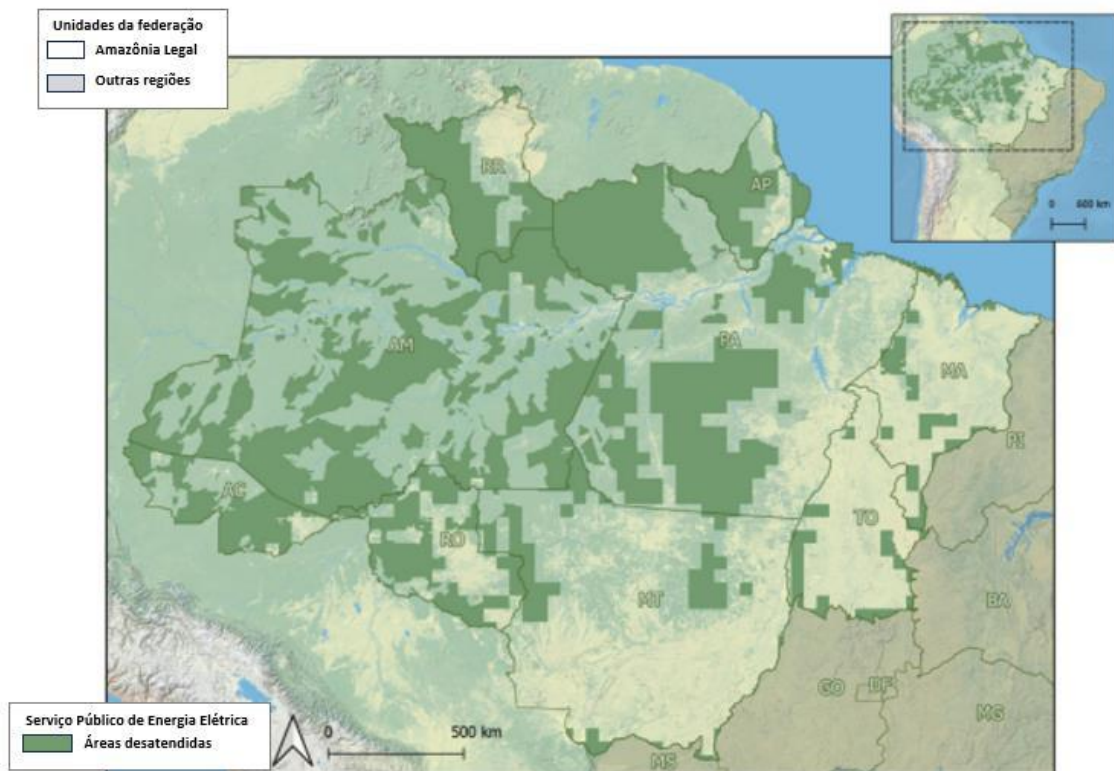 Unidades da federação
Amazônia Legal
Outras regiões
0 600 km
RR
AP
AM
PA
MA
PI
AC
TO
RO
MT
BA
GO
DF
MG
MS
Serviço Público de Energia Elétrica
Áreas desatendidas
0 500 km